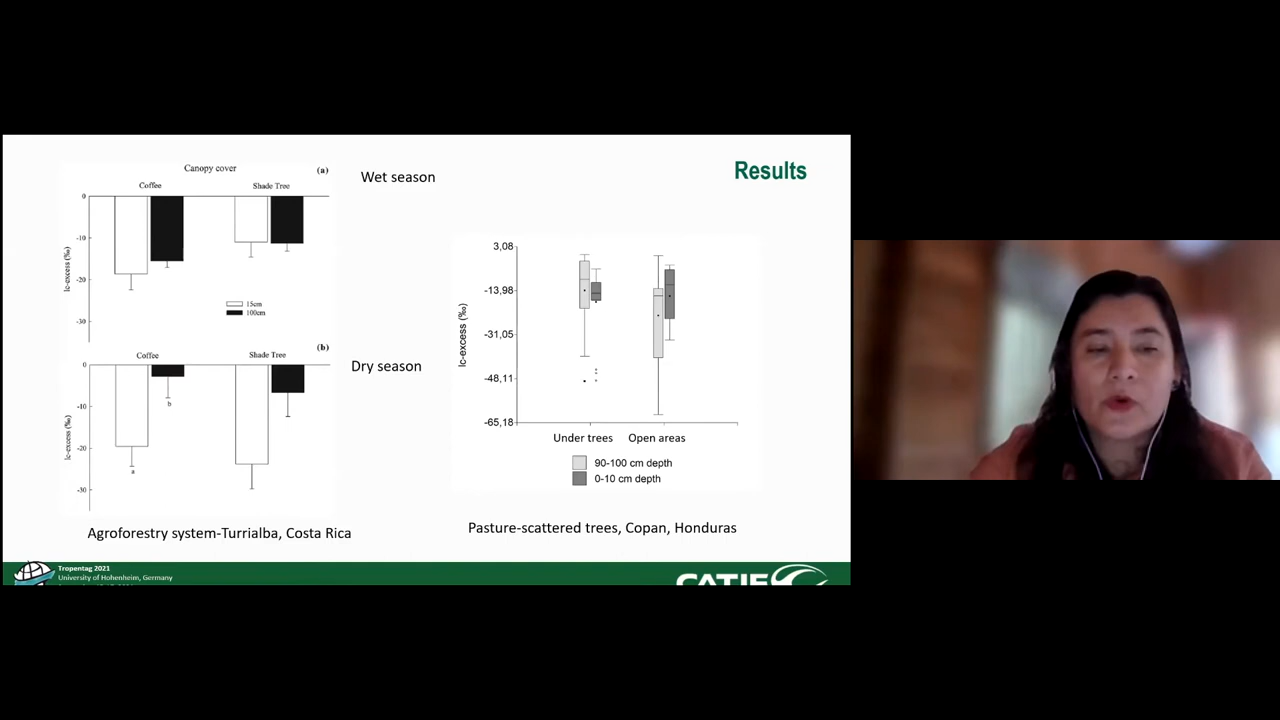 Results
Canopy cover
(a)
Wet season
Coffee
Shade Tree
0
-10
-20
-30
lc-excess (‰)
15cm
100cm
(b)
Dry season
Coffee
Shade Tree
0
-10
-20
-30
lc-excess (‰)
a
b
Agroforestry system-Turrialba, Costa Rica
3,08
-13,98
-31,05
-48,11
-65,18
lc-excess (‰)
Under trees
Open areas
90-100 cm depth
0-10 cm depth
Pasture-scattered trees, Copan, Honduras
Tropentag 2021
University of Hohenheim, Germany
CATIE